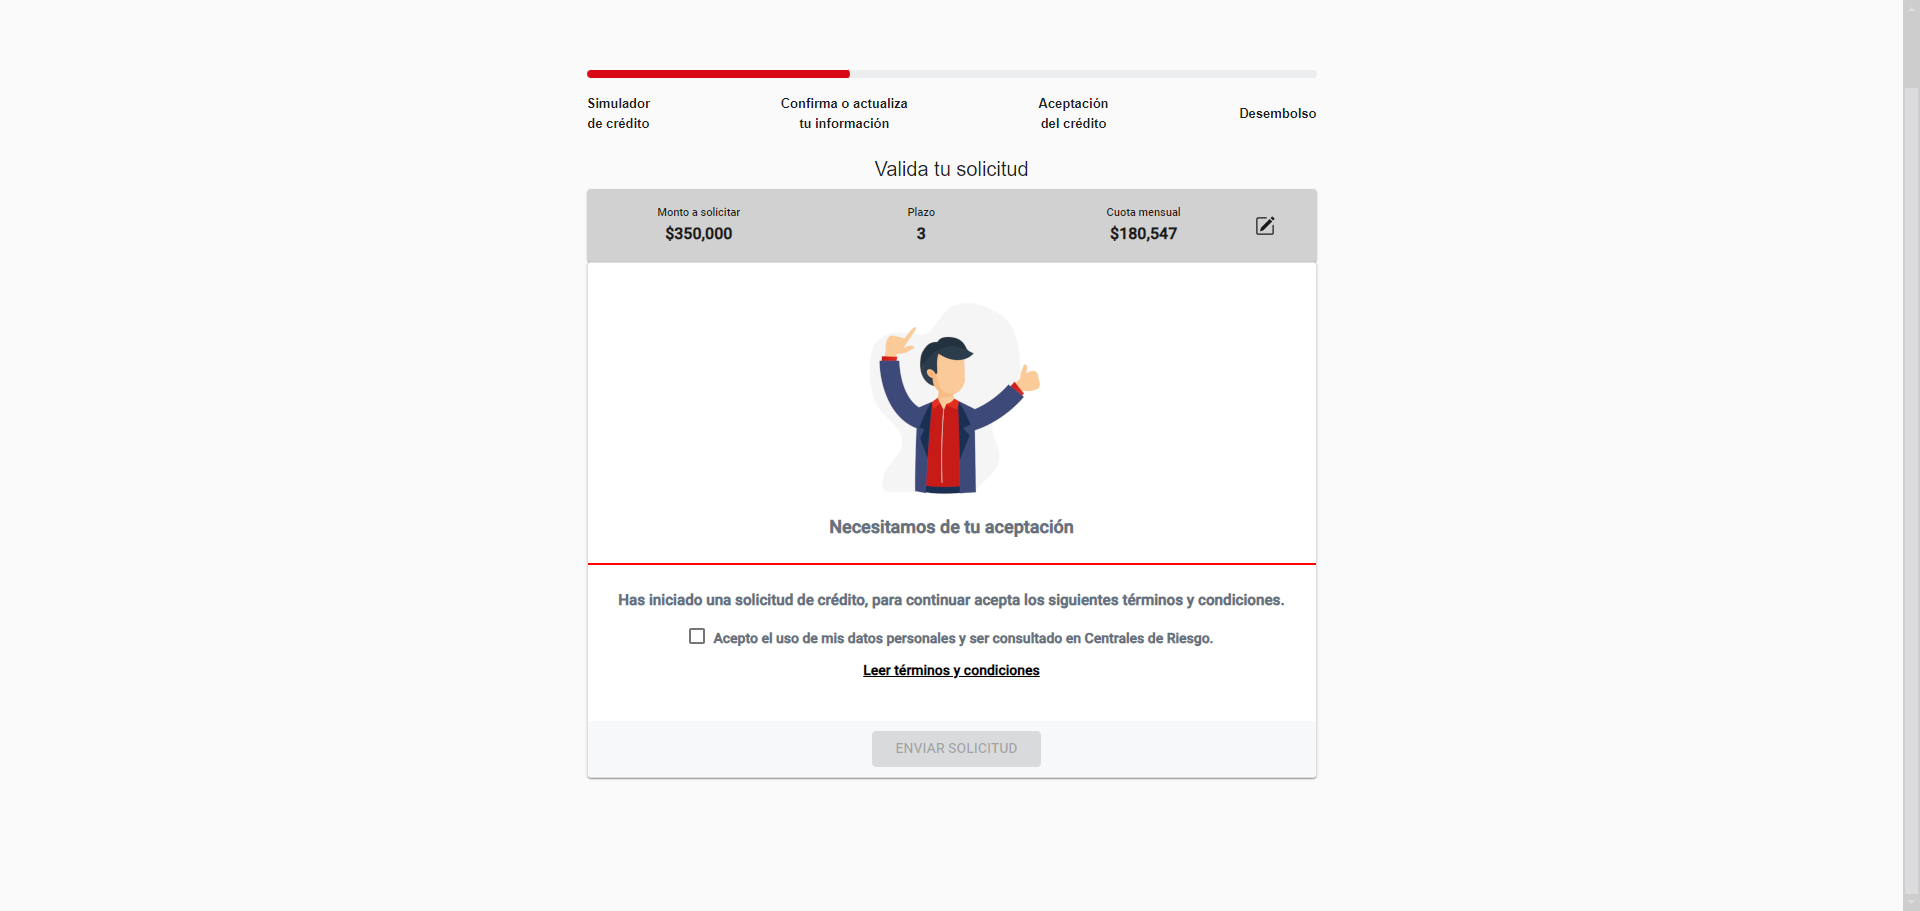 Simulador
de crédito
Confirma o actualiza
tu información
Aceptación
del crédito
Desembolso
Valida tu solicitud
Monto a solicitar
$350,000
Plazo
3
Cuota mensual
$180,547
Necesitamos de tu aceptación
Has iniciado una solicitud de crédito, para continuar acepta los siguientes términos y condiciones.
Acepto el uso de mis datos personales y ser consultado en Centrales de Riesgo.
Leer términos y condiciones
ENVIAR SOLICITUD